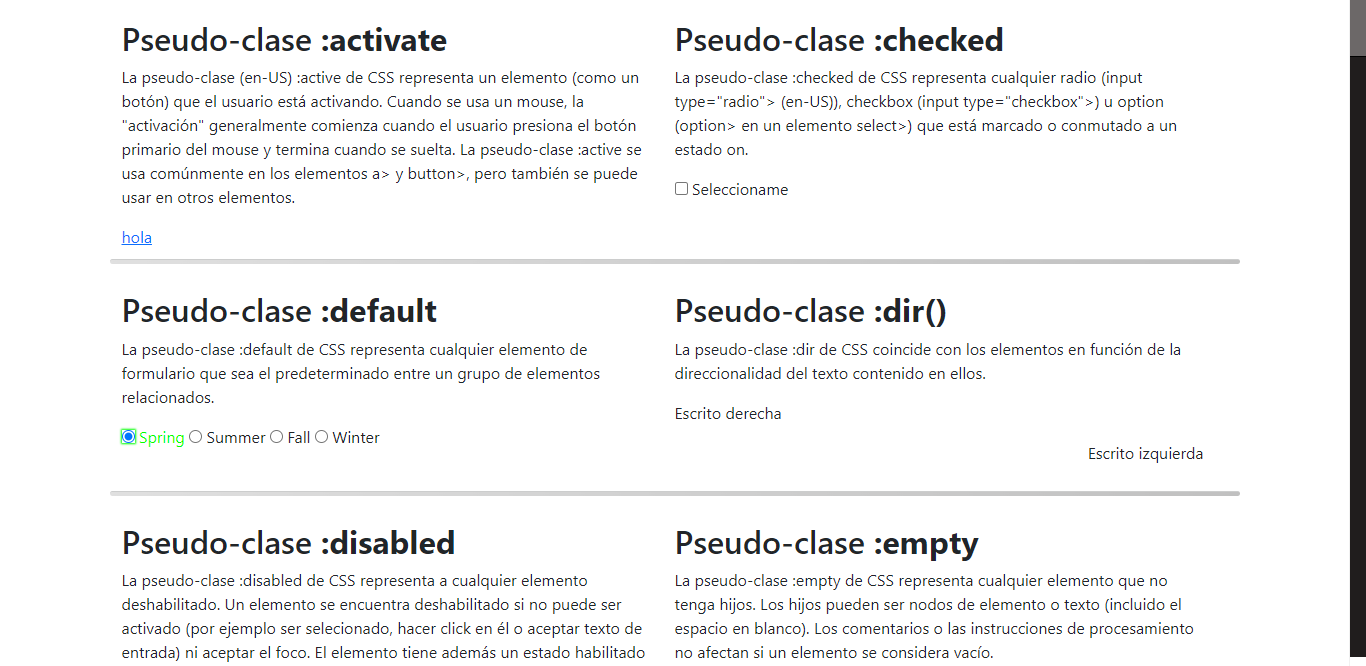 Pseudo-clase :activate
La pseudo-clase (en-US) :active de CSS representa un elemento (como un
botón) que el usuario está activando. Cuando se usa un mouse, la
"activación" generalmente comienza cuando el usuario presiona el botón
primario del mouse y termina cuando se suelta. La pseudo-clase :active se
usa comúnmente en los elementos a> y button>, pero también se puede
usar en otros elementos.
hola
Pseudo-clase :checked
La pseudo-clase :checked de CSS representa cualquier radio (input
type="radio"> (en-US)), checkbox (input type="checkbox">) u option
(option> en un elemento select>) que está marcado o conmutado a un
estado on.
Seleccioname
Pseudo-clase :default
La pseudo-clase :default de CSS representa cualquier elemento de
formulario que sea el predeterminado entre un grupo de elementos
relacionados.
Spring Summer Fall Winter
Pseudo-clase :dir()
La pseudo-clase :dir de CSS coincide con los elementos en función de la
direccionalidad del texto contenido en ellos.
Escrito derecha
Escrito izquierda
Pseudo-clase :disabled
La pseudo-clase :disabled de CSS representa a cualquier elemento
deshabilitado. Un elemento se encuentra deshabilitado si no puede ser
activado (por ejemplo ser selecionado, hacer click en él o aceptar texto de
entrada) ni aceptar el foco. El elemento tiene además un estado habilitado
Pseudo-clase :empty
La pseudo-clase :empty de CSS representa cualquier elemento que no
tenga hijos. Los hijos pueden ser nodos de elemento o texto (incluido el
espacio en blanco). Los comentarios o las instrucciones de procesamiento
no afectan si un elemento se considera vacío.